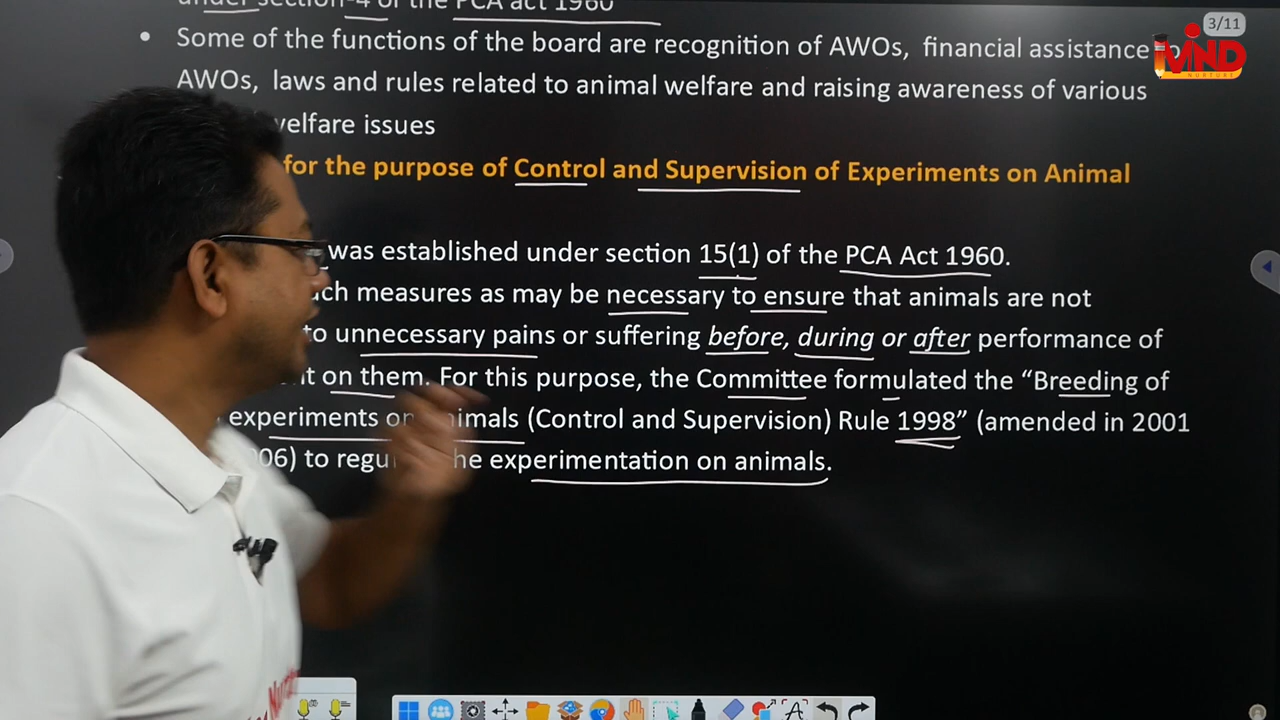 under section-4 of the PCA act 1960
3/11
Some of the functions of the board are recognition of AWOs, financial assistance
MIND
NURTURE
AWOs, laws and rules related to animal welfare and raising awareness of various
welfare issues
for the purpose of Control and Supervision of Experiments on Animal
was established under section 15(1) of the PCA Act 1960.
measures as may be necessary to ensure that animals are not
to unnecessary pains or suffering before, during or after performance of
on them. For this purpose, the Committee formulated the “Breeding of
experiments on animals (Control and Supervision) Rule 1998” (amended in 2001
06) to regu he experimentation on animals.